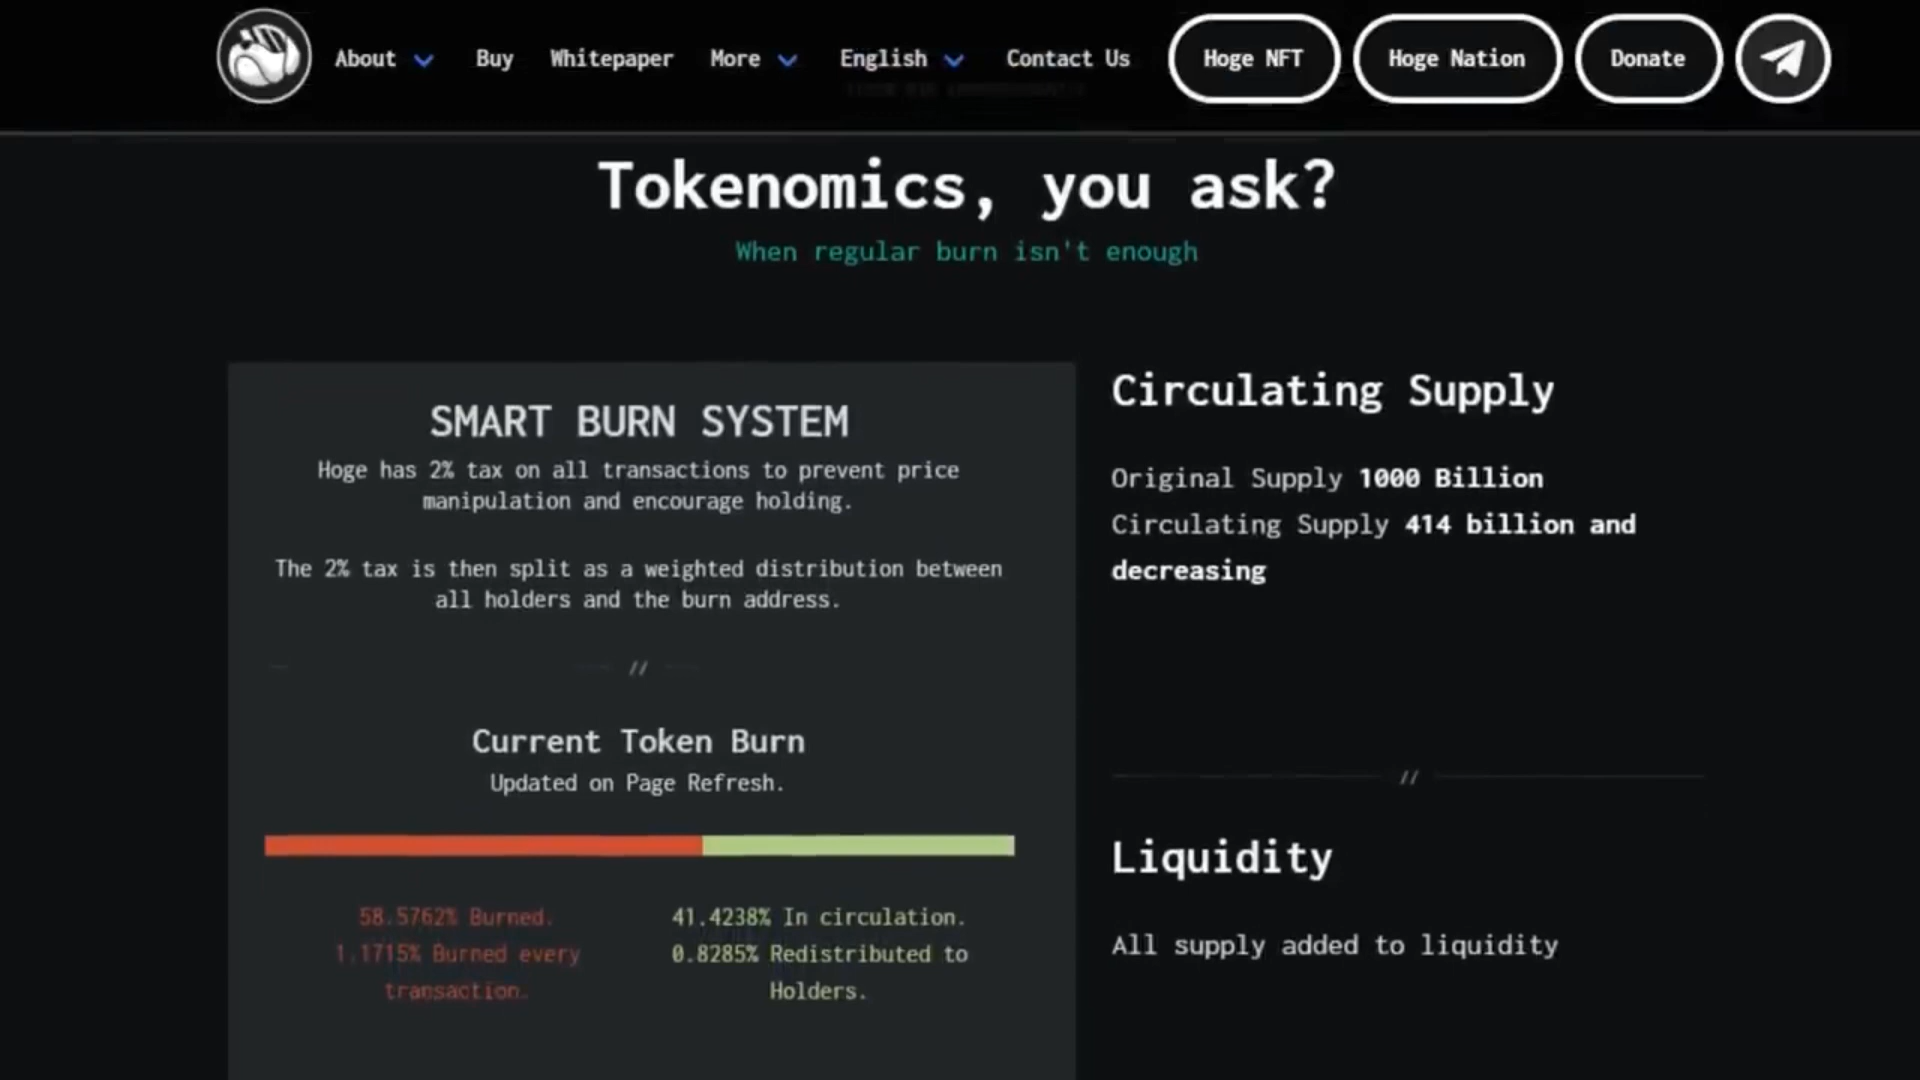 About Buy Whitepaper More English Contact Us Hoge NFT Hoge Nation Donate
Tokenomics, you ask?
When regular burn isn't enough
SMART BURN SYSTEM
Hoge has 2% tax on all transactions to prevent price
manipulation and encourage holding.
The 2% tax is then split as a weighted distribution between
all holders and the burn address.
//
Current Token Burn
Updated on Page Refresh.
58.5762% Burned.
1.1715% Burned every
transaction.
41.4238% In circulation.
0.8285% Redistributed to
Holders.
Circulating Supply
Original Supply 1000 Billion
Circulating Supply 414 billion and
decreasing
//
Liquidity
All supply added to liquidity